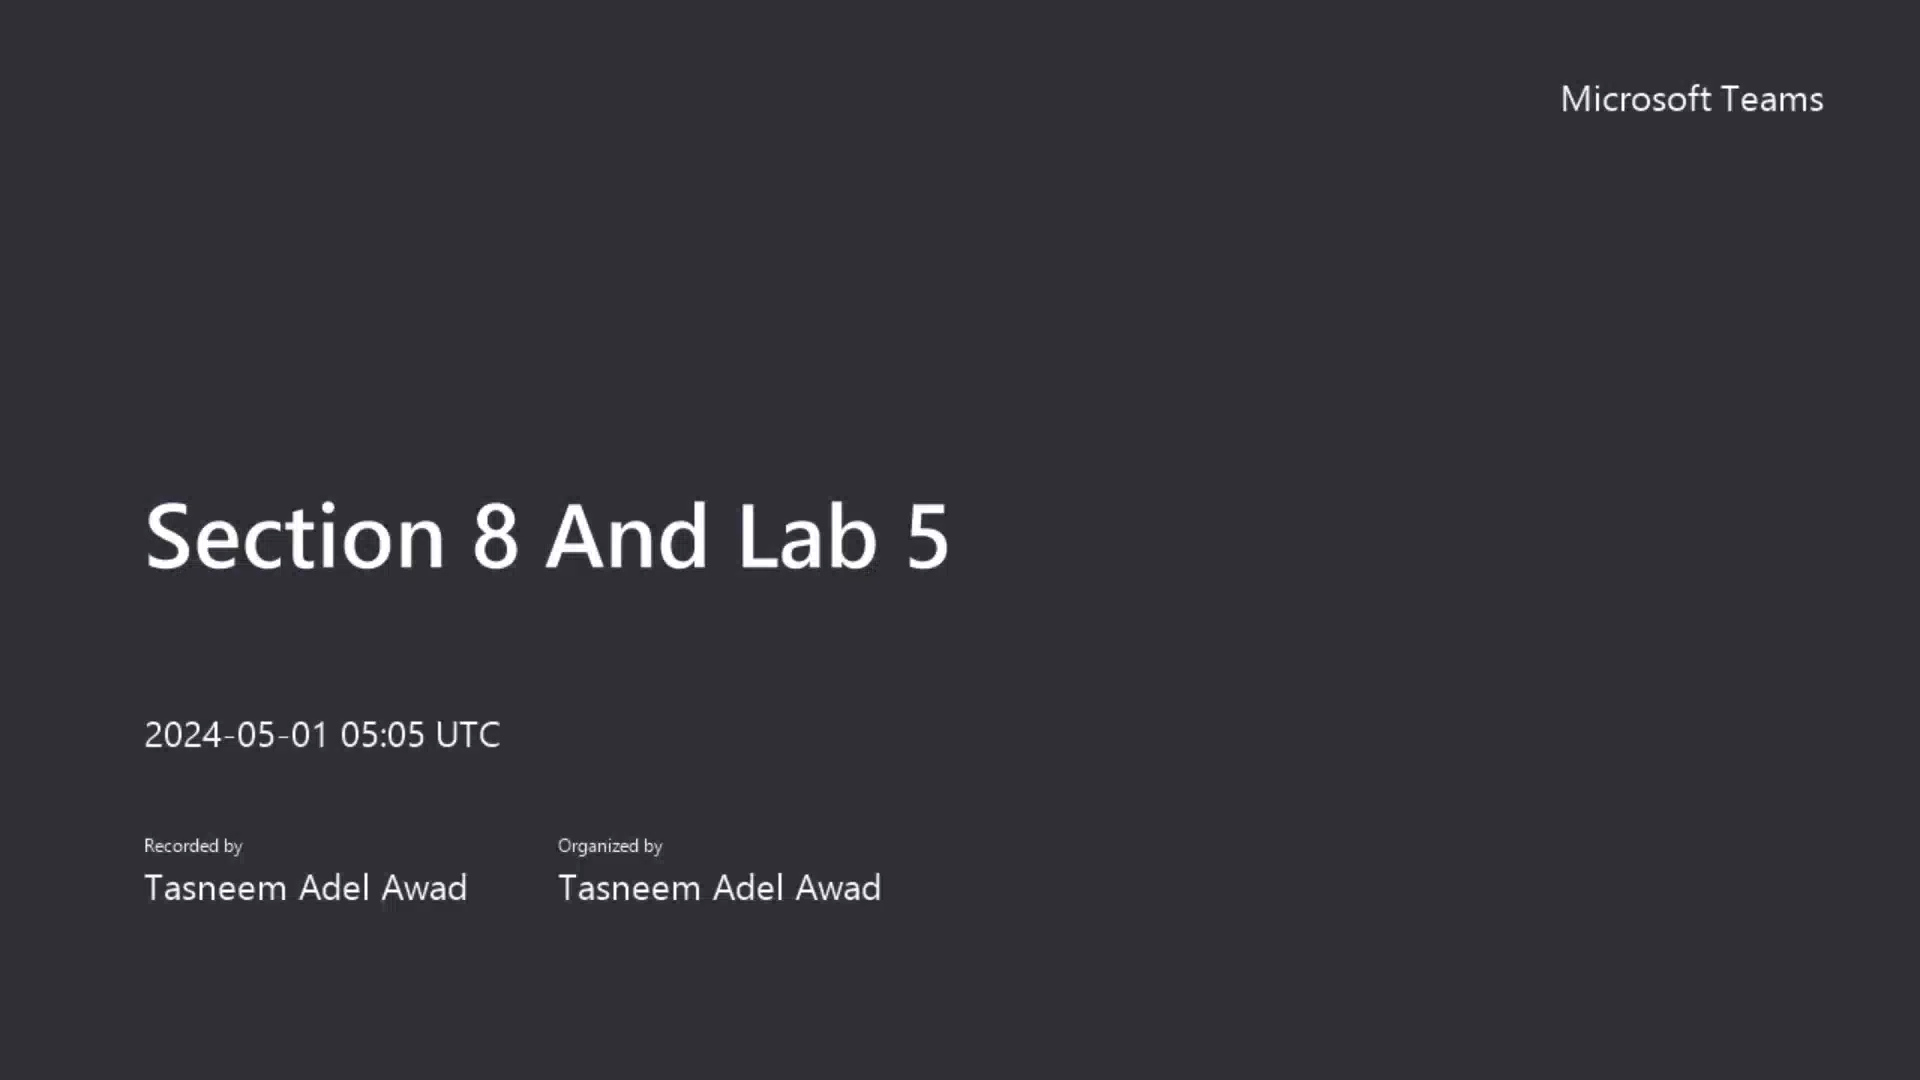 Microsoft Teams
Section 8 And Lab 5
2024-05-01 05:05 UTC
Recorded by
Tasneem Adel Awad
Organized by
Tasneem Adel Awad